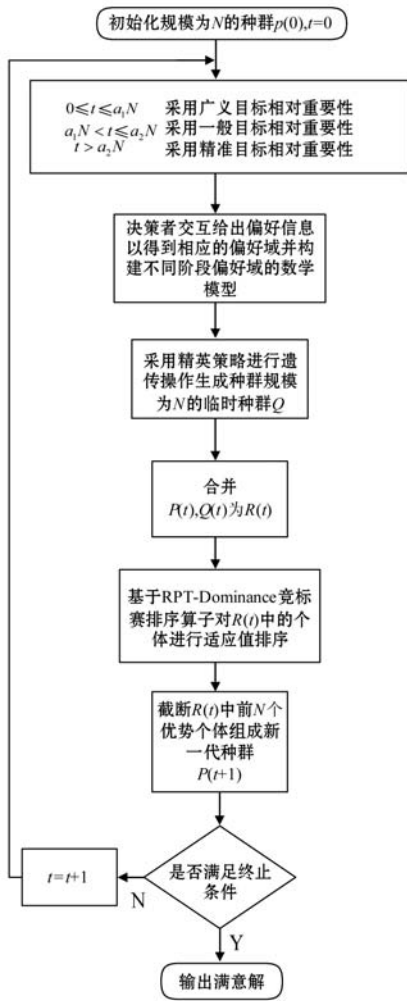 初始化规模为N的种群p(0),t=0
0≤t≤a₁N 采用广义目标相对重要性
a₁N<t≤a₂N 采用一般目标相对重要性
t>a₂N 采用精准目标相对重要性
决策者交互给出偏好信息
以得到相应的偏好域并构
建不同阶段偏好域的数学
模型
采用精英策略进行遗
传操作生成种群规模
为N的临时种群Q
合并
P(t),Q(t)为R(t)
基于RPT-Dominance竞标
赛排序算子对R(t)中的个
体进行适应值排序
截断R(t)中前N个
优势个体组成新
一代种群
P(t+1)
是否满足终止
条件
t=t+1
N
Y
输出满意解